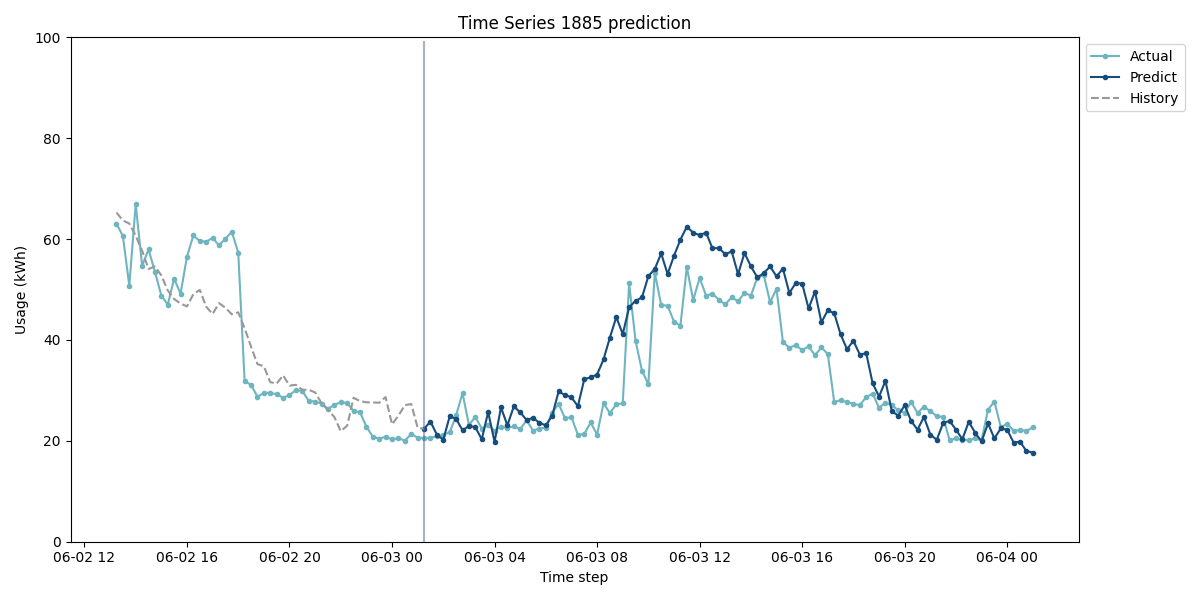 Time Series 1885 prediction
100
80
60
40
20
0
Usage (kWh)
06-02 12 06-02 16 06-02 20 06-03 00 06-03 04 06-03 08 06-03 12 06-03 16 06-03 20 06-04 00
Time step
Actual
Predict
History